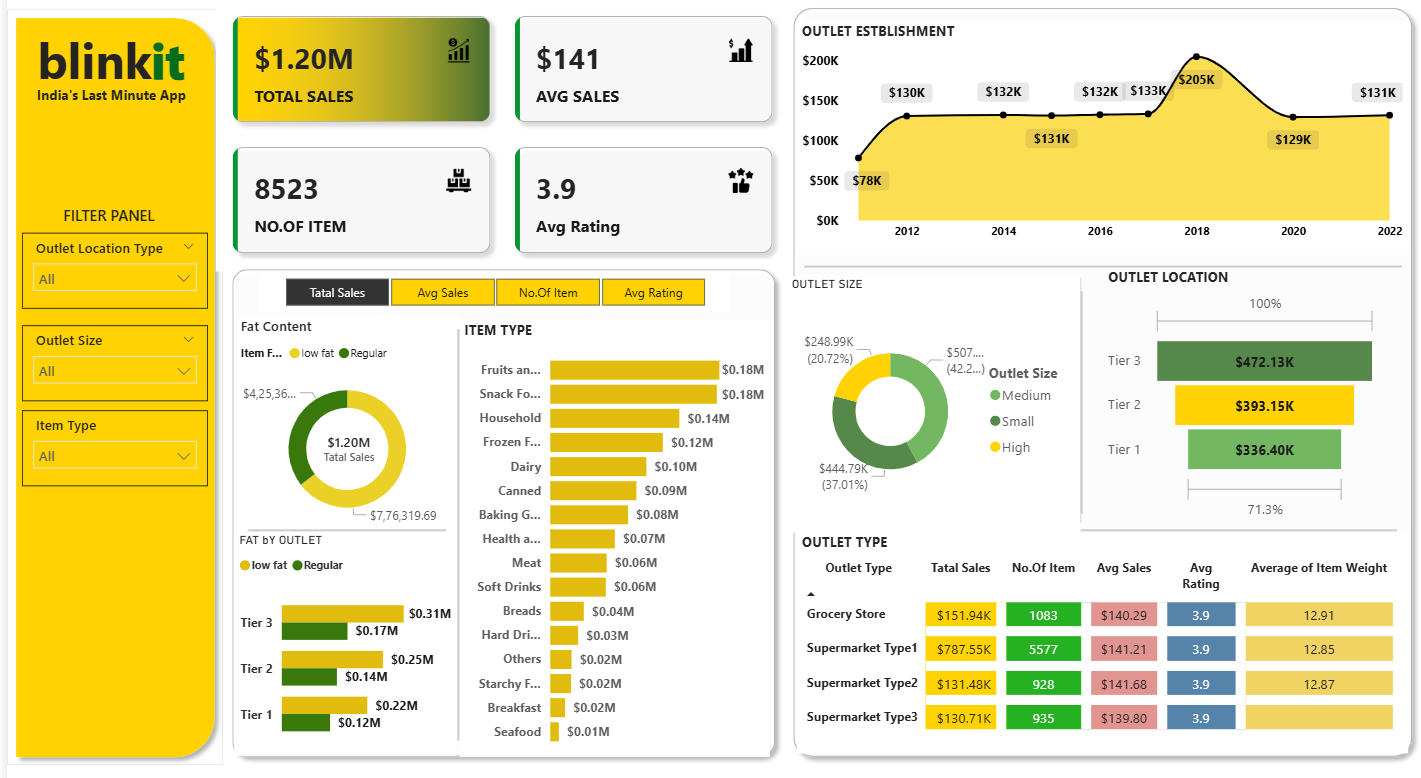 blinkit
India's Last Minute App
FILTER PANEL
Outlet Location Type
All
Outlet Size
All
Item Type
All
$1.20M
TOTAL SALES
$141
AVG SALES
8523
NO.OF ITEM
3.9
Avg Rating
Tatal Sales
Avg Sales
No.Of Item
Avg Rating
Fat Content
Item F... low fat Regular
$4,25,36...
$1.20M
Tatal Sales
$7,76,319.69
FAT bY OUTLET
low fat Regular
Tier 3 $0.31M
$0.17M
Tier 2 $0.25M
$0.14M
Tier 1 $0.22M
$0.12M
ITEM TYPE
Fruits an... $0.18M
Snack Fo... $0.18M
Household $0.14M
Frozen F... $0.12M
Dairy $0.10M
Canned $0.09M
Baking G... $0.08M
Health a... $0.07M
Meat $0.06M
Soft Drinks $0.06M
Breads $0.04M
Hard Dri... $0.03M
Others $0.02M
Starchy F... $0.02M
Breakfast $0.02M
Seafood $0.01M
OUTLET ESTBLISHMENT
$200K
$150K
$100K
$50K
$0K
$78K
$130K
$132K
$131K
$132K
$133K
$205K
$129K
$131K
2012 2014 2016 2018 2020 2022
OUTLET SIZE
$248.99K
(20.72%)
$507....
(42.2...)
$444.79K
(37.01%)
Outlet Size
Medium
Small
High
OUTLET LOCATION
100%
Tier 3 $472.13K
Tier 2 $393.15K
Tier 1 $336.40K
71.3%
OUTLET TYPE
Outlet Type Tatal Sales No.Of Item Avg Sales Avg Rating Average of Item Weight
Grocery Store $151.94K 1083 $140.29 3.9 12.91
Supermarket Type1 $787.55K 5577 $141.21 3.9 12.85
Supermarket Type2 $131.48K 928 $141.68 3.9 12.87
Supermarket Type3 $130.71K 935 $139.80 3.9